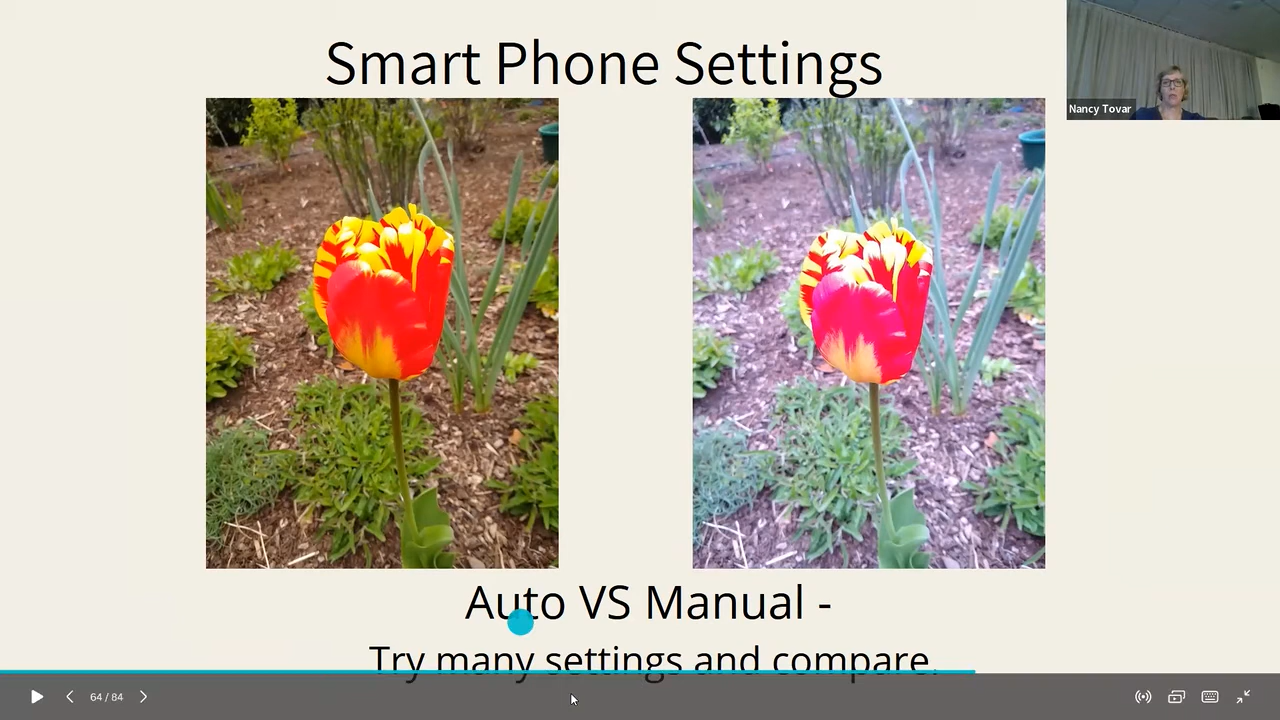 Smart Phone Settings
Nancy Tovar
Auto VS Manual -
Try many settings and compare.
64 / 84